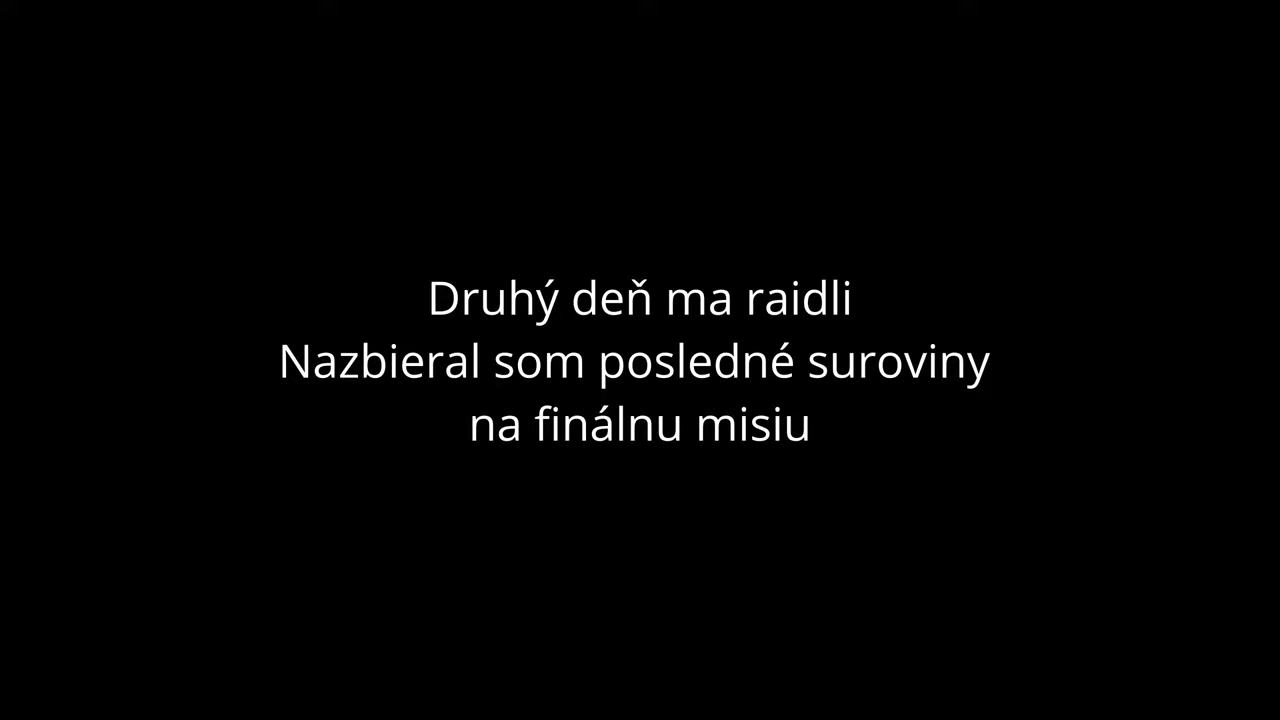 Druhý deň ma raidli
Nazbieral som posledné suroviny
na finálnu misiu